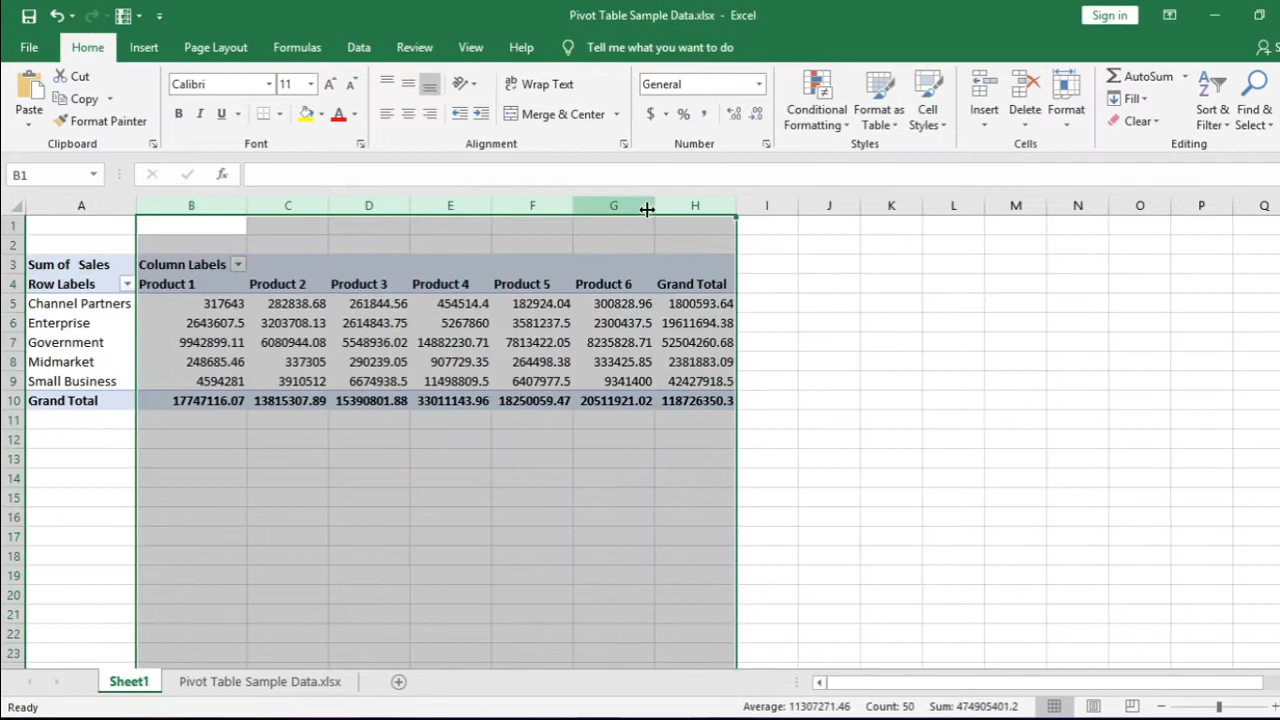 Pivot Table Sample Data.xlsx - Excel
Sign in
File Home Insert Page Layout Formulas Data Review View Help Tell me what you want to do
Paste
Cut
Copy
Format Painter
Clipboard
Calibri 11
B I U A
Font
Wrap Text
Merge & Center
Alignment
General
$ % ,
Number
Conditional Formatting
Format as Table
Cell Styles
Styles
Insert Delete Format
Cells
AutoSum
Fill
Clear
Sort & Filter
Find & Select
Editing
B1 fx
A B C D E F G H I J K L M N O P Q
1
2
3 Sum of Sales Column Labels
4 Row Labels Product 1 Product 2 Product 3 Product 4 Product 5 Product 6 Grand Total
5 Channel Partners 317643 282838.68 261844.56 454514.4 182924.04 300828.96 1800593.64
6 Enterprise 2643607.5 3203708.13 2614843.75 5267860 3581237.5 2300437.5 19611694.38
7 Government 9942899.11 6080944.08 5548936.02 14882230.71 7813422.05 8235828.71 52504260.68
8 Midmarket 248685.46 337305 290239.05 907729.35 264498.38 333425.85 2381883.09
9 Small Business 4594281 3910512 6674938.5 11498809.5 6407977.5 9341400 42427918.5
10 Grand Total 17747116.07 13815307.89 15390801.88 33011143.96 18250059.47 20511921.02 118726350.3
11
12
13
14
15
16
17
18
19
20
21
22
23
Sheet1 Pivot Table Sample Data.xlsx
Ready Average: 11307271.46 Count: 50 Sum: 474905401.2